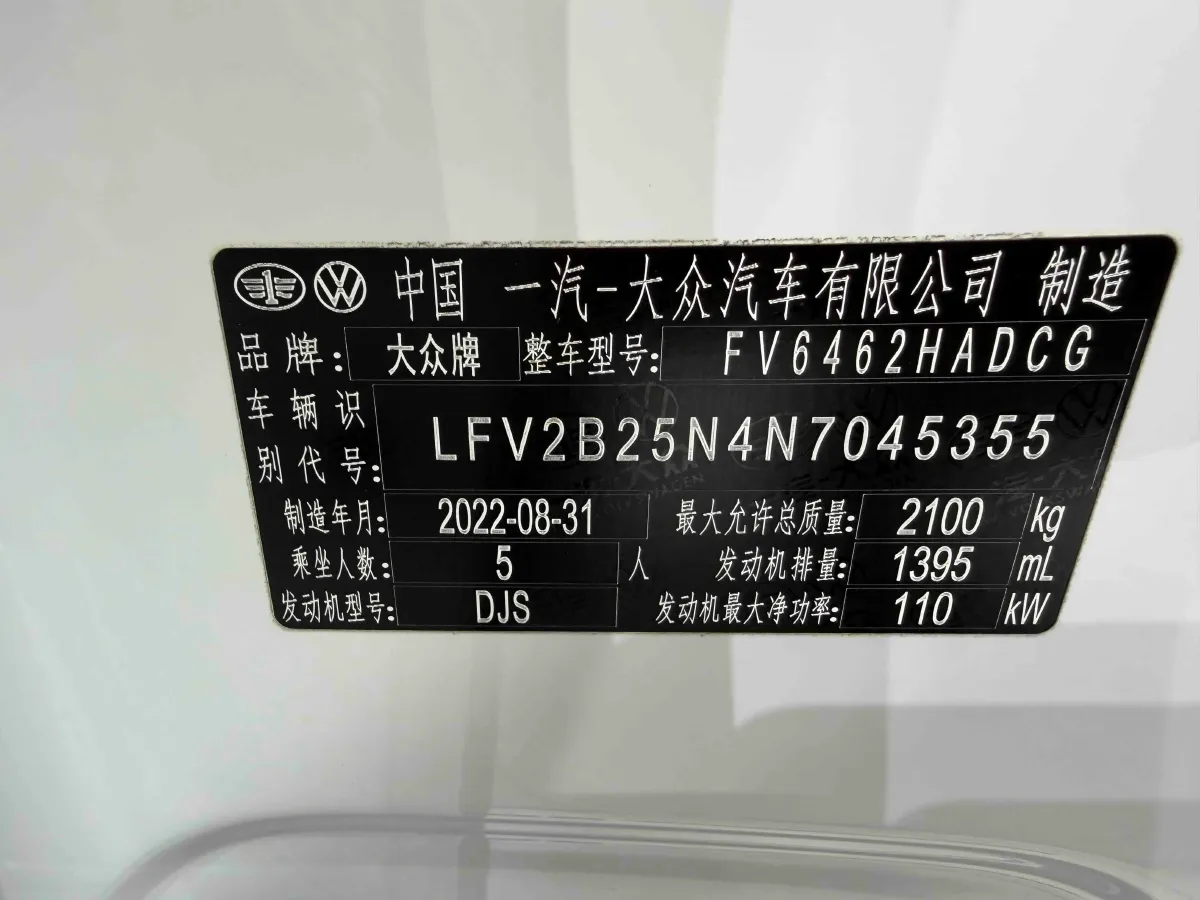 中国 一汽-大众汽车有限公司 制造
品牌: 大众牌 整车型号: FV6462HADCG
车辆识别代号: LFV2B25N4N7045355
制造年月: 2022-08-31 最大允许总质量: 2100 kg
乘坐人数: 5 人 发动机排量: 1395 mL
发动机型号: DJS 发动机最大净功率: 110 kW